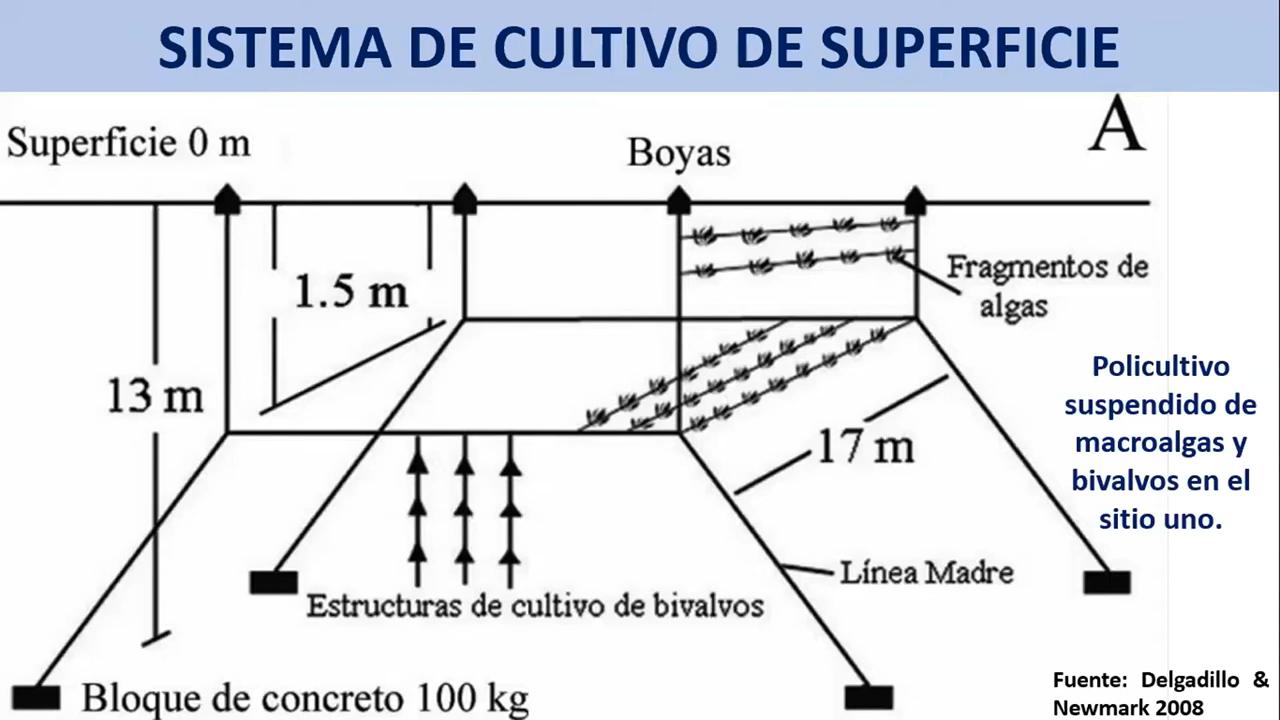 SISTEMA DE CULTIVO DE SUPERFICIE
A
Superficie 0 m
Boyas
1.5 m
Fragmentos de
algas
13 m
17 m
Policultivo
suspendido de
macroalgas y
bivalvos en el
sitio uno.
Línea Madre
Estructuras de cultivo de bivalvos
Bloque de concreto 100 kg
Fuente: Delgadillo &
Newmark 2008